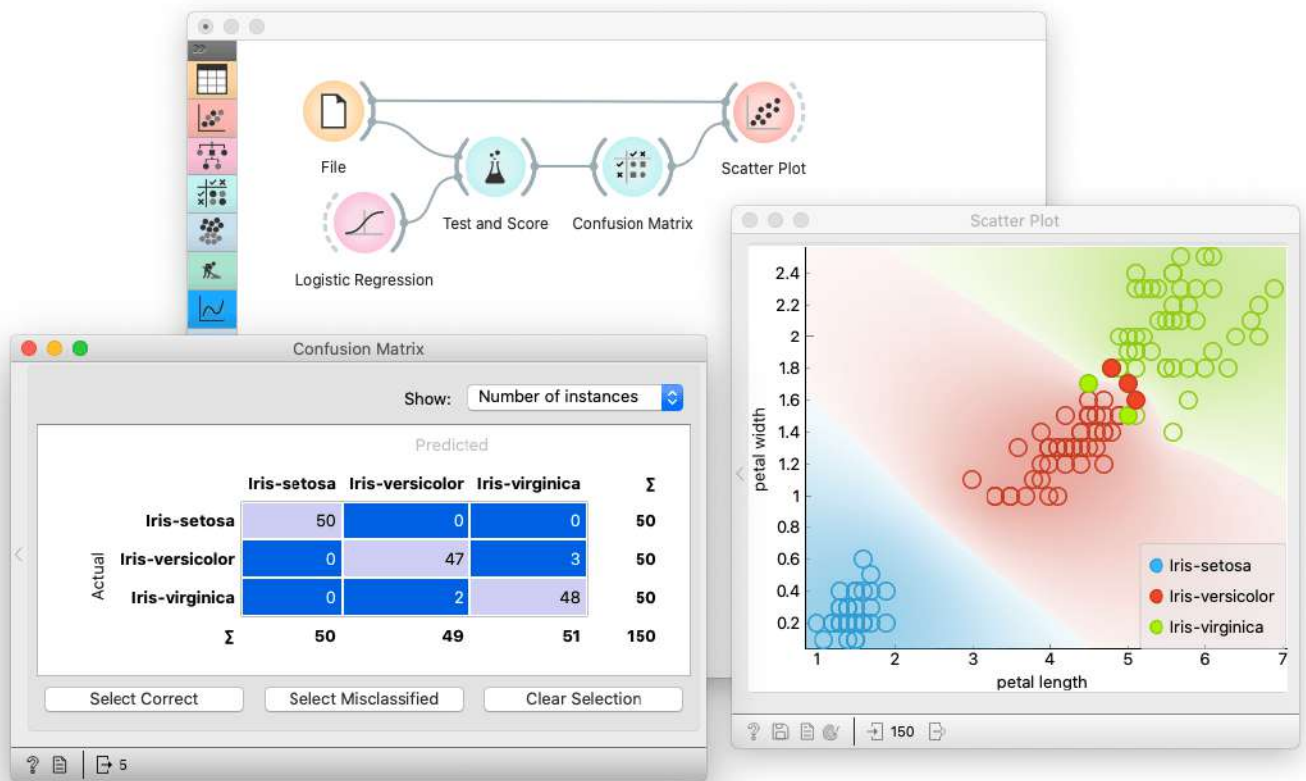 File
Scatter Plot
Test and Score
Confusion Matrix
Logistic Regression
Confusion Matrix
Show: Number of instances
Predicted
Iris-setosa Iris-versicolor Iris-virginica Σ
Actual
Iris-setosa 50 0 0 50
Iris-versicolor 0 47 3 50
Iris-virginica 0 2 48 50
Σ 50 49 51 150
Select Correct Select Misclassified Clear Selection
? 5
Scatter Plot
petal width
2.4
2.2
2
1.8
1.6
1.4
1.2
1
0.8
0.6
0.4
0.2
Iris-setosa
Iris-versicolor
Iris-virginica
1 2 3 4 5 6 7
petal length
? 150